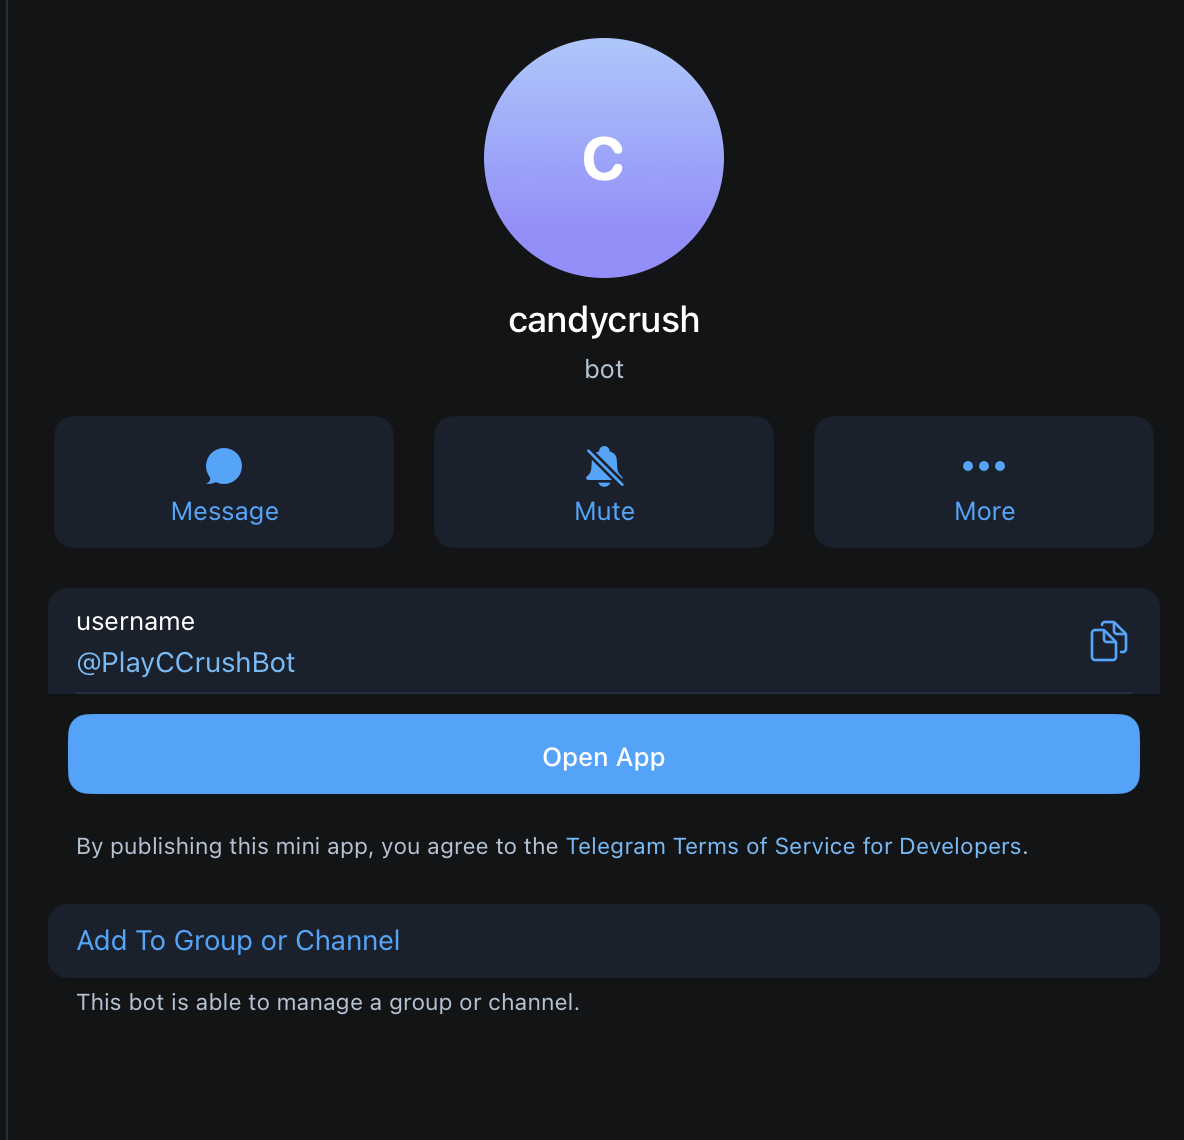 C
candycrush
bot
Message
Mute
More
username
@PlayCCrushBot
Open App
By publishing this mini app, you agree to the Telegram Terms of Service for Developers.
Add To Group or Channel
This bot is able to manage a group or channel.